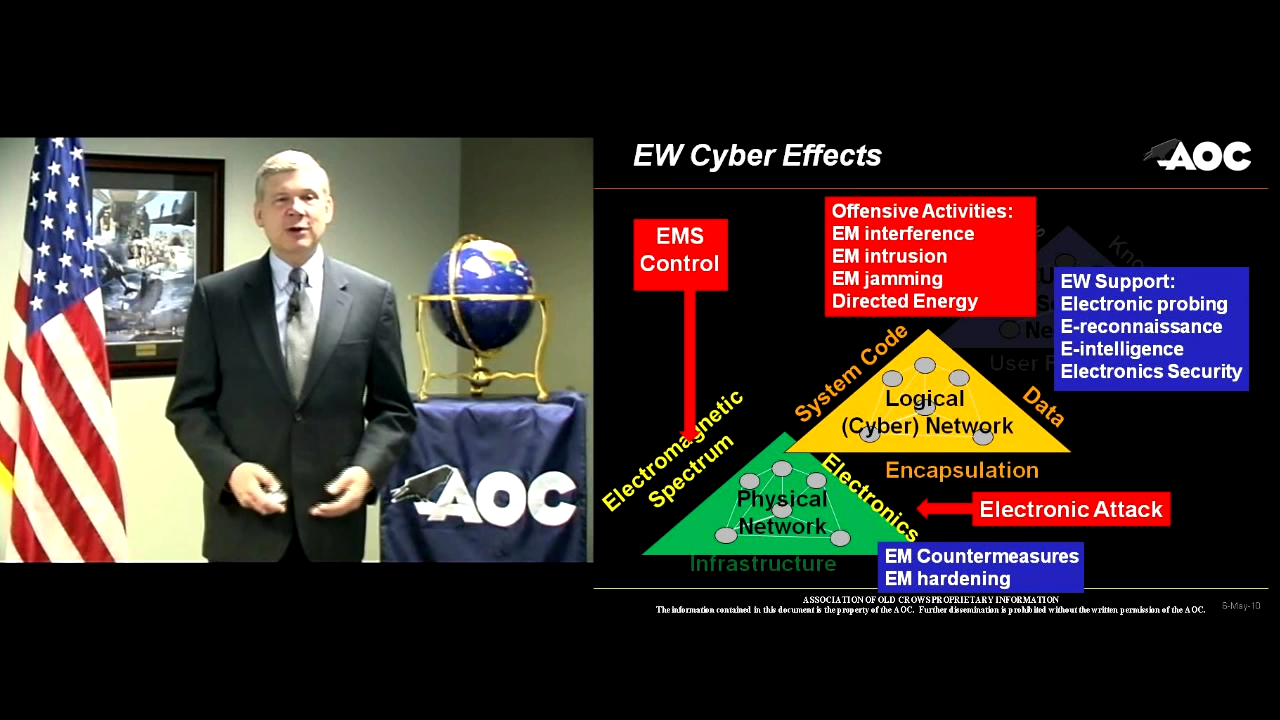 EW Cyber Effects
AOC
EMS
Control
Offensive Activities:
EM interference
EM intrusion
EM jamming
Directed Energy
EW Support:
Electronic probing
E-reconnaissance
E-intelligence
Electronics Security
System Code
Logical
(Cyber) Network
Data
Encapsulation
Electromagnetic
Spectrum
Physical
Network
Electronics
Infrastructure
Electronic Attack
EM Countermeasures
EM hardening
AOC
ASSOCIATION OF OLD CROWS PROPRIETARY INFORMATION
The information contained in this document is the property of the AOC. Further dissemination is prohibited without the written permission of the AOC.
6-May-10